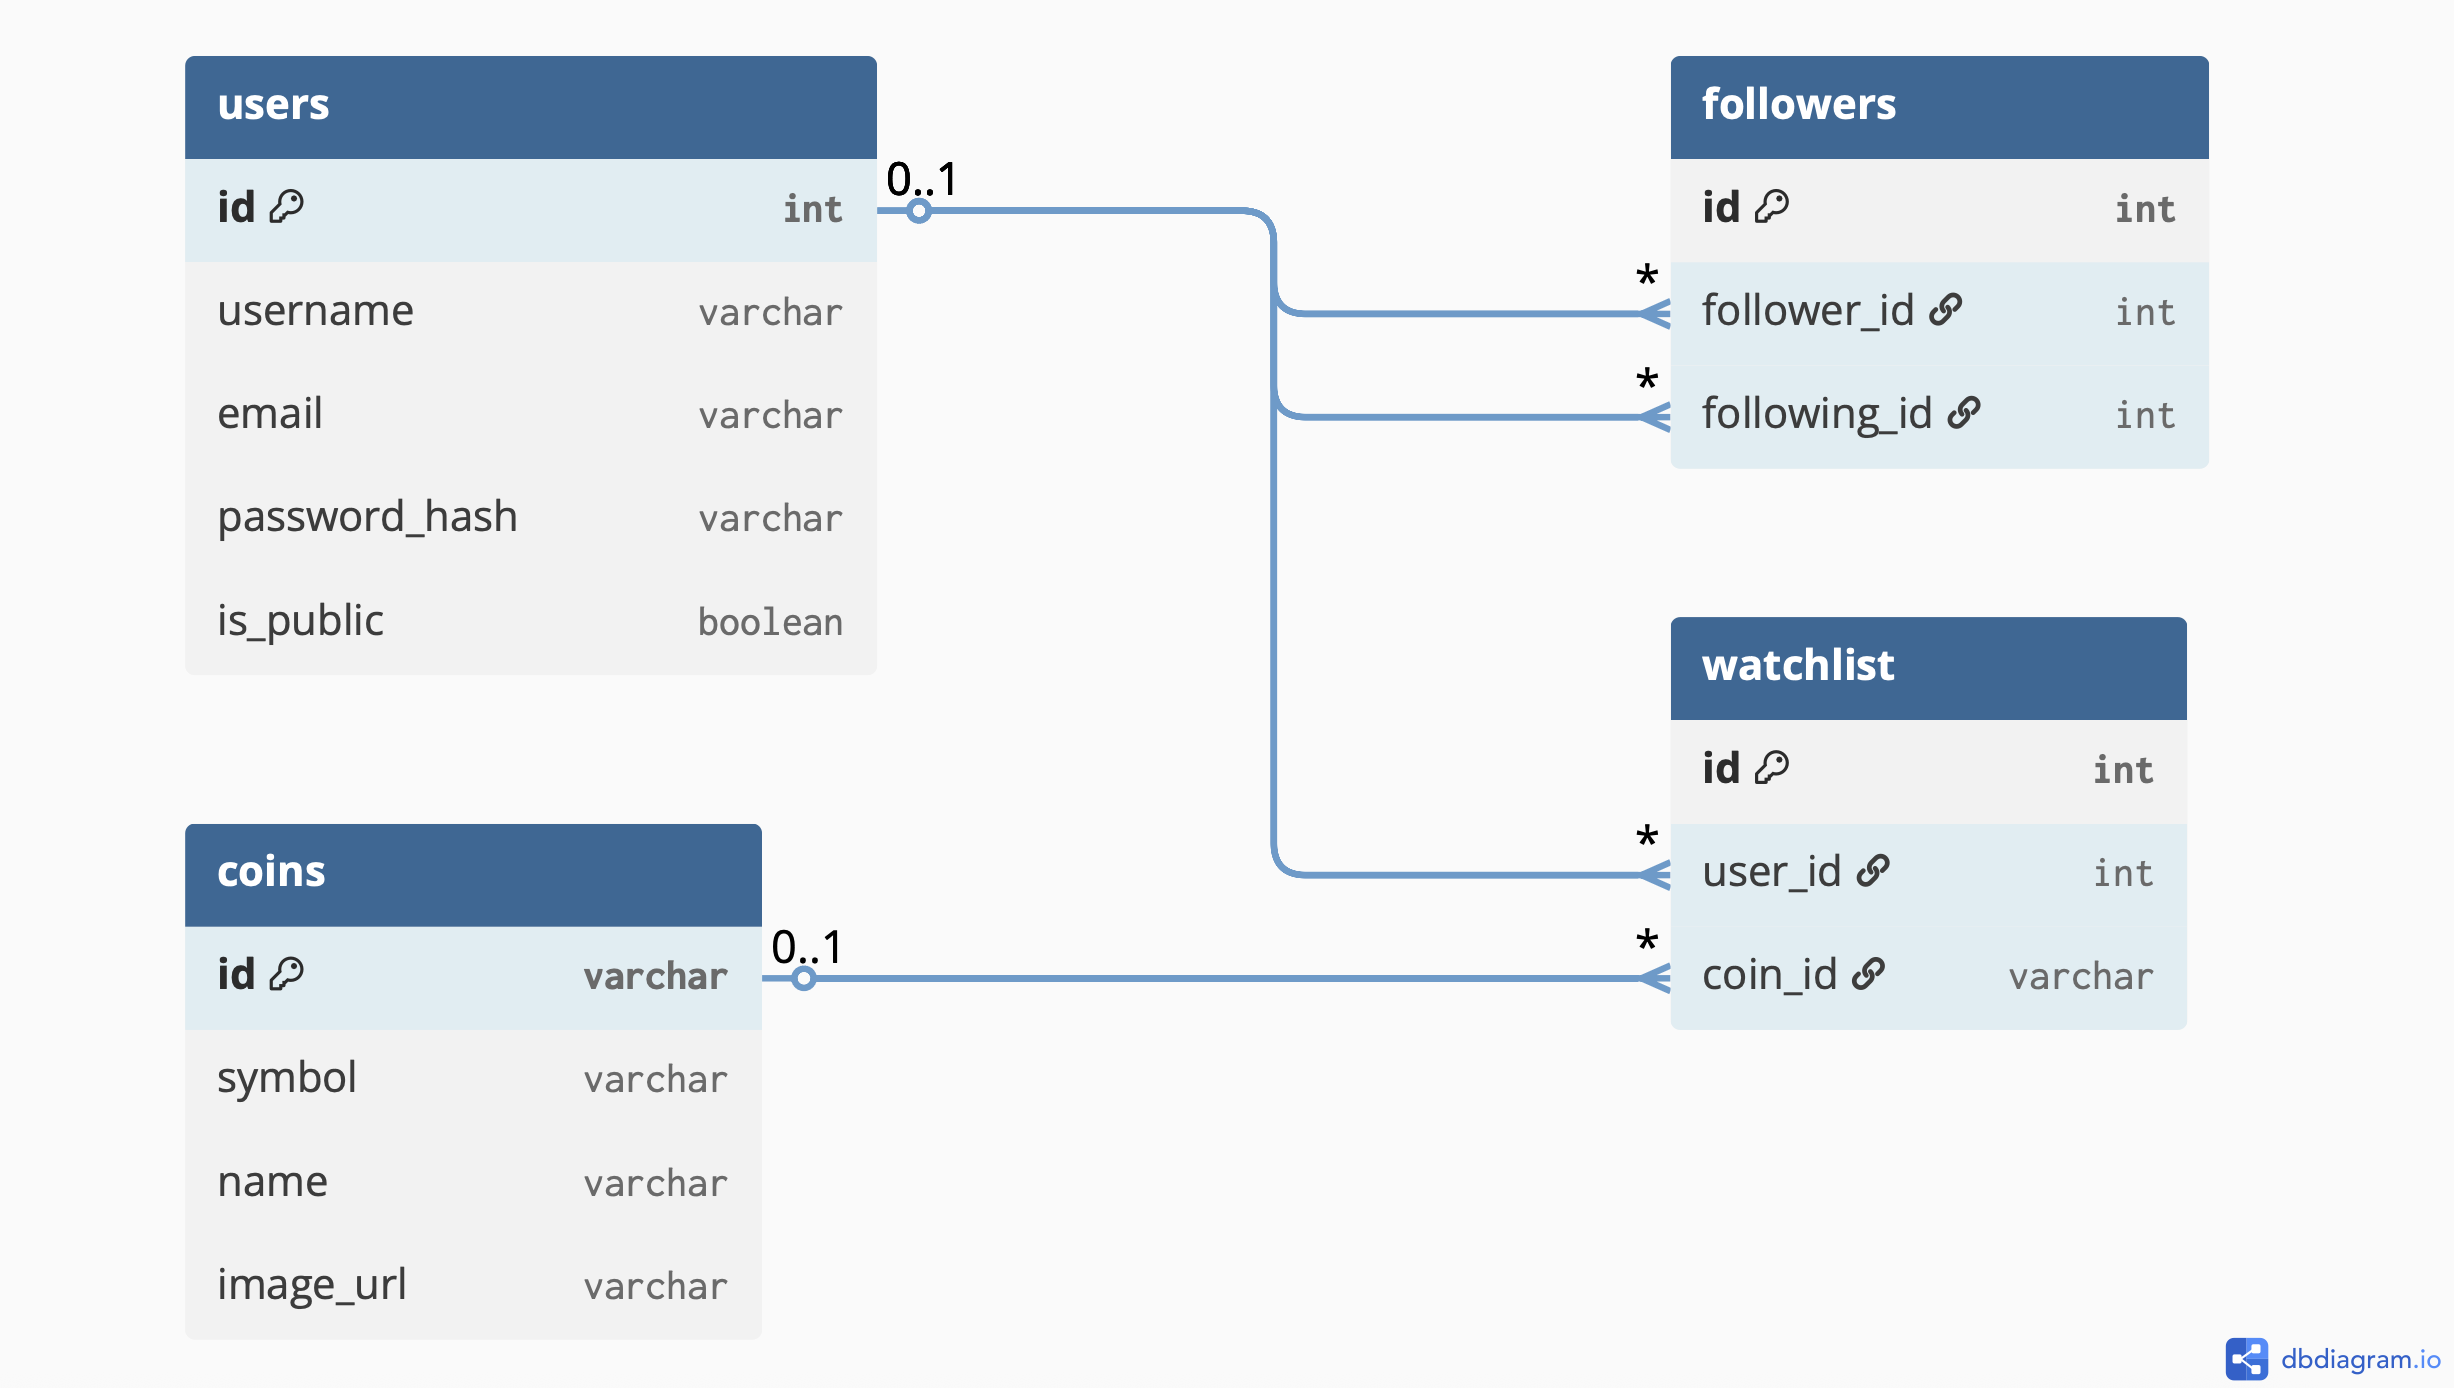 users
id int
username varchar
email varchar
password_hash varchar
is_public boolean
0..1
followers
id int
* follower_id int
* following_id int
watchlist
id int
* user_id int
* coin_id varchar
coins
id varchar
symbol varchar
name varchar
image_url varchar
0..1
dbdiagram.io